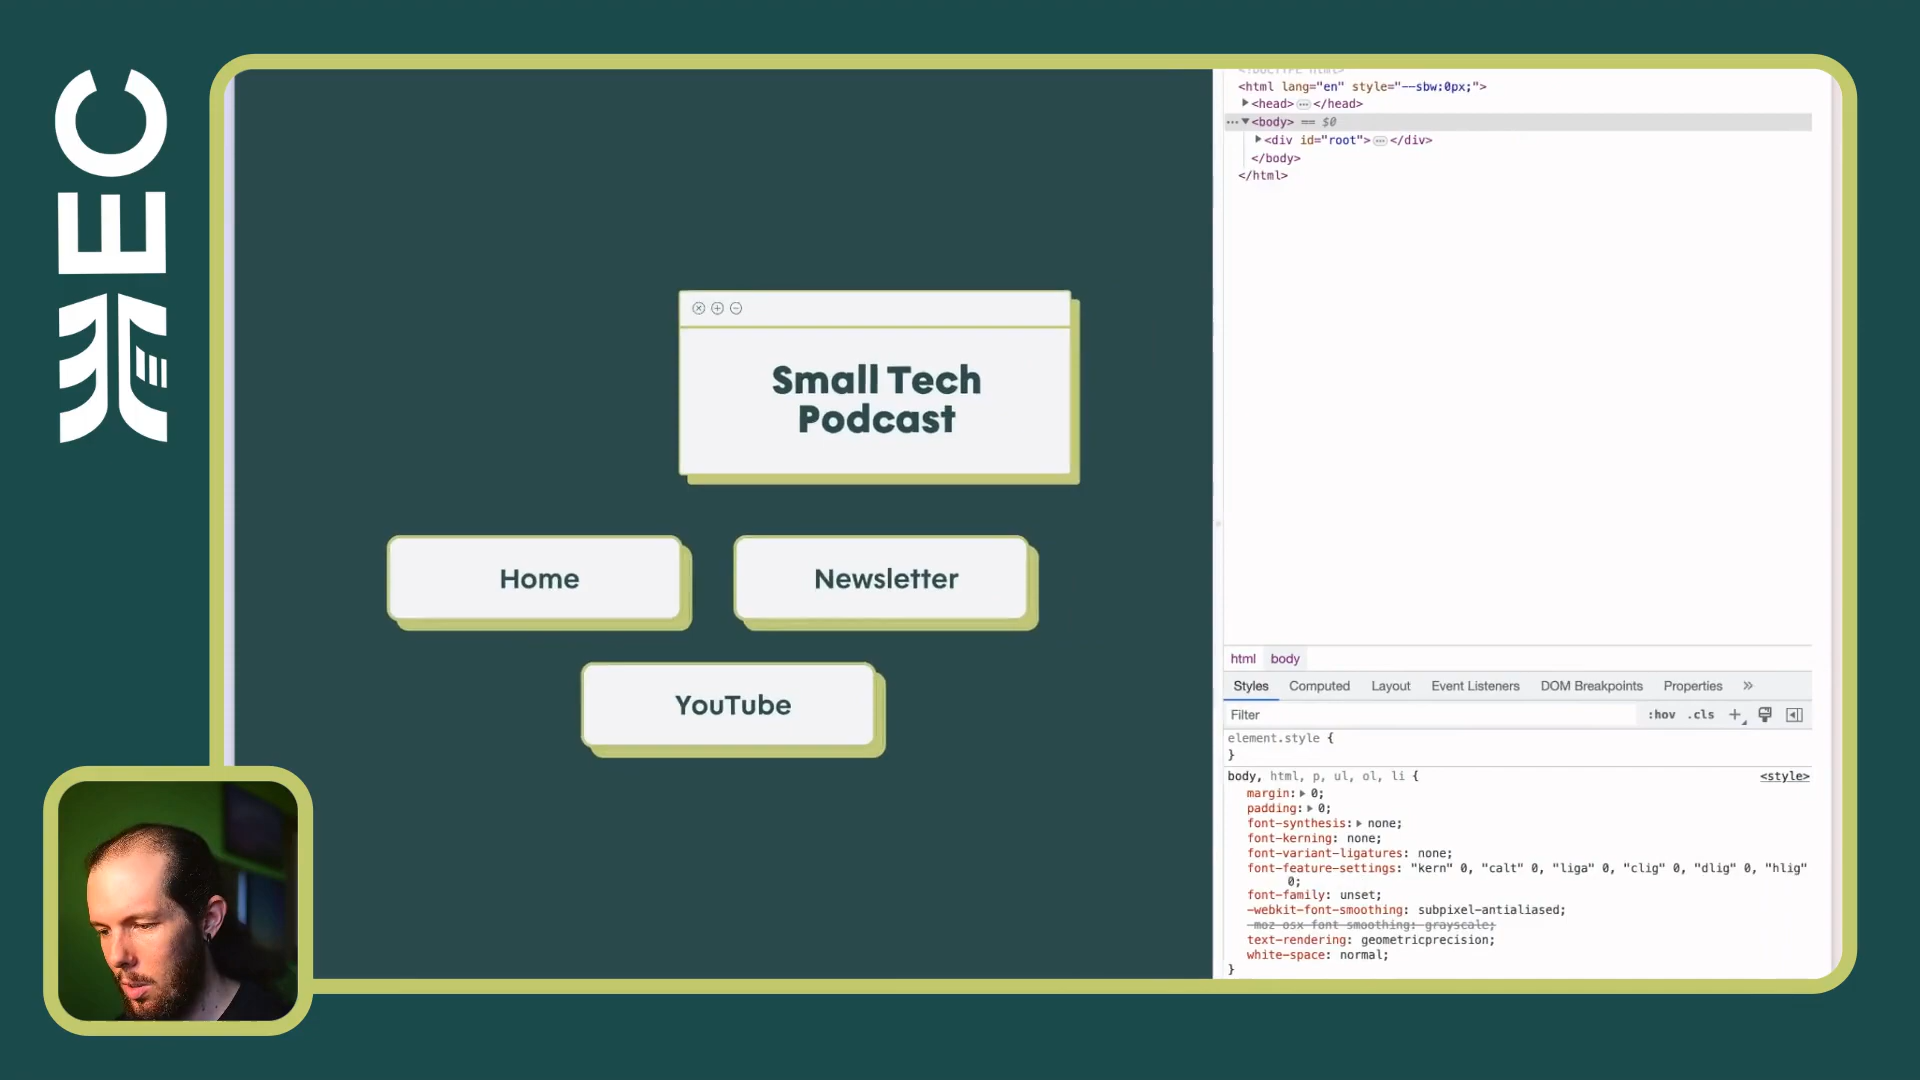 EC
Small Tech
Podcast
Home
Newsletter
YouTube
<!DOCTYPE html>
<html lang="en" style="--sbw:0px;">
<head> … </head>
<body> == $0
<div id="root"> … </div>
</body>
</html>
html body
Styles Computed Layout Event Listeners DOM Breakpoints Properties »
Filter :hov .cls +
element.style {
}
body, html, p, ul, ol, li { <style>
margin: 0;
padding: 0;
font-synthesis: none;
font-kerning: none;
font-variant-ligatures: none;
font-feature-settings: "kern" 0, "calt" 0, "liga" 0, "clig" 0, "dlig" 0, "hlig"
0;
font-family: unset;
-webkit-font-smoothing: subpixel-antialiased;
-moz-osx-font-smoothing: grayscale;
text-rendering: geometricprecision;
white-space: normal;
}